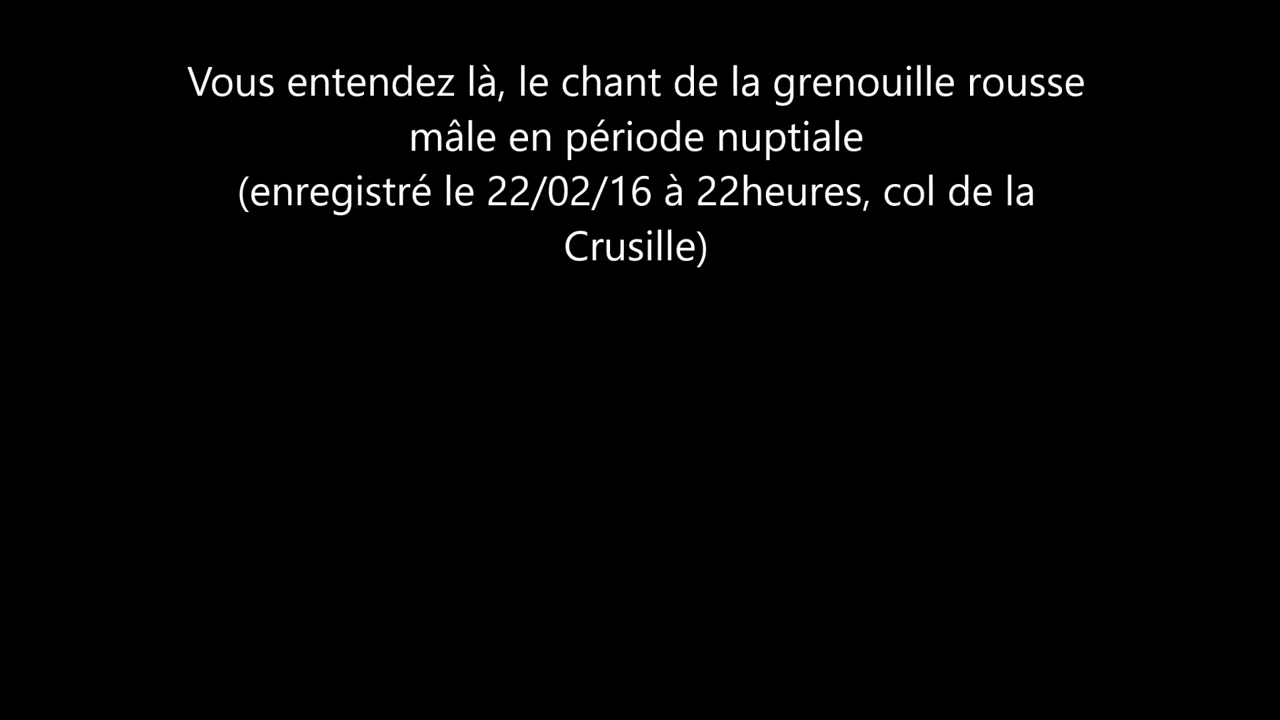 Vous entendez là, le chant de la grenouille rousse
mâle en période nuptiale
(enregistré le 22/02/16 à 22heures, col de la
Crusille)